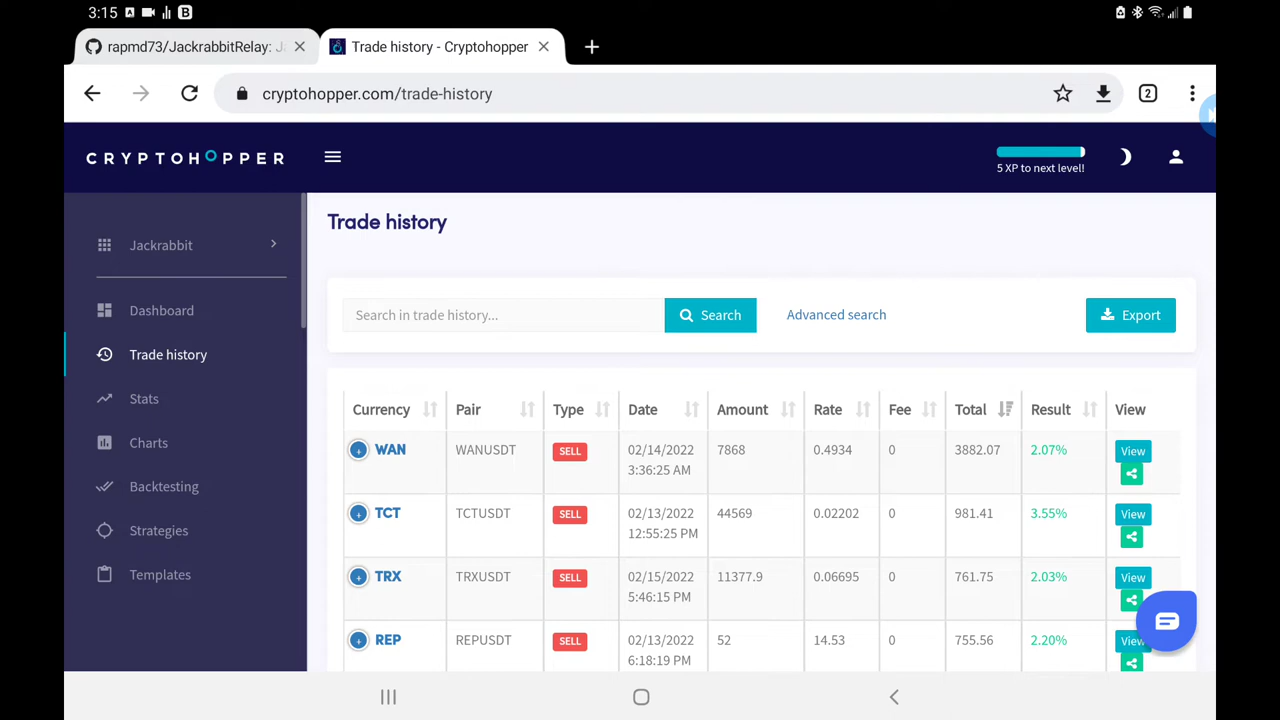 3:15
rapmd73/JackrabbitRelay: Ja
Trade history - Cryptohopper
cryptohopper.com/trade-history
2
CRYPTOHOPPER
5 XP to next level!
Jackrabbit
Dashboard
Trade history
Stats
Charts
Backtesting
Strategies
Templates
Trade history
Search in trade history...
Search
Advanced search
Export
Currency Pair Type Date Amount Rate Fee Total Result View
WAN WANUSDT SELL 02/14/2022 7868 0.4934 0 3882.07 2.07% View
3:36:25 AM
TCT TCTUSDT SELL 02/13/2022 44569 0.02202 0 981.41 3.55% View
12:55:25 PM
TRX TRXUSDT SELL 02/15/2022 11377.9 0.06695 0 761.75 2.03% View
5:46:15 PM
REP REPUSDT SELL 02/13/2022 52 14.53 0 755.56 2.20% View
6:18:19 PM